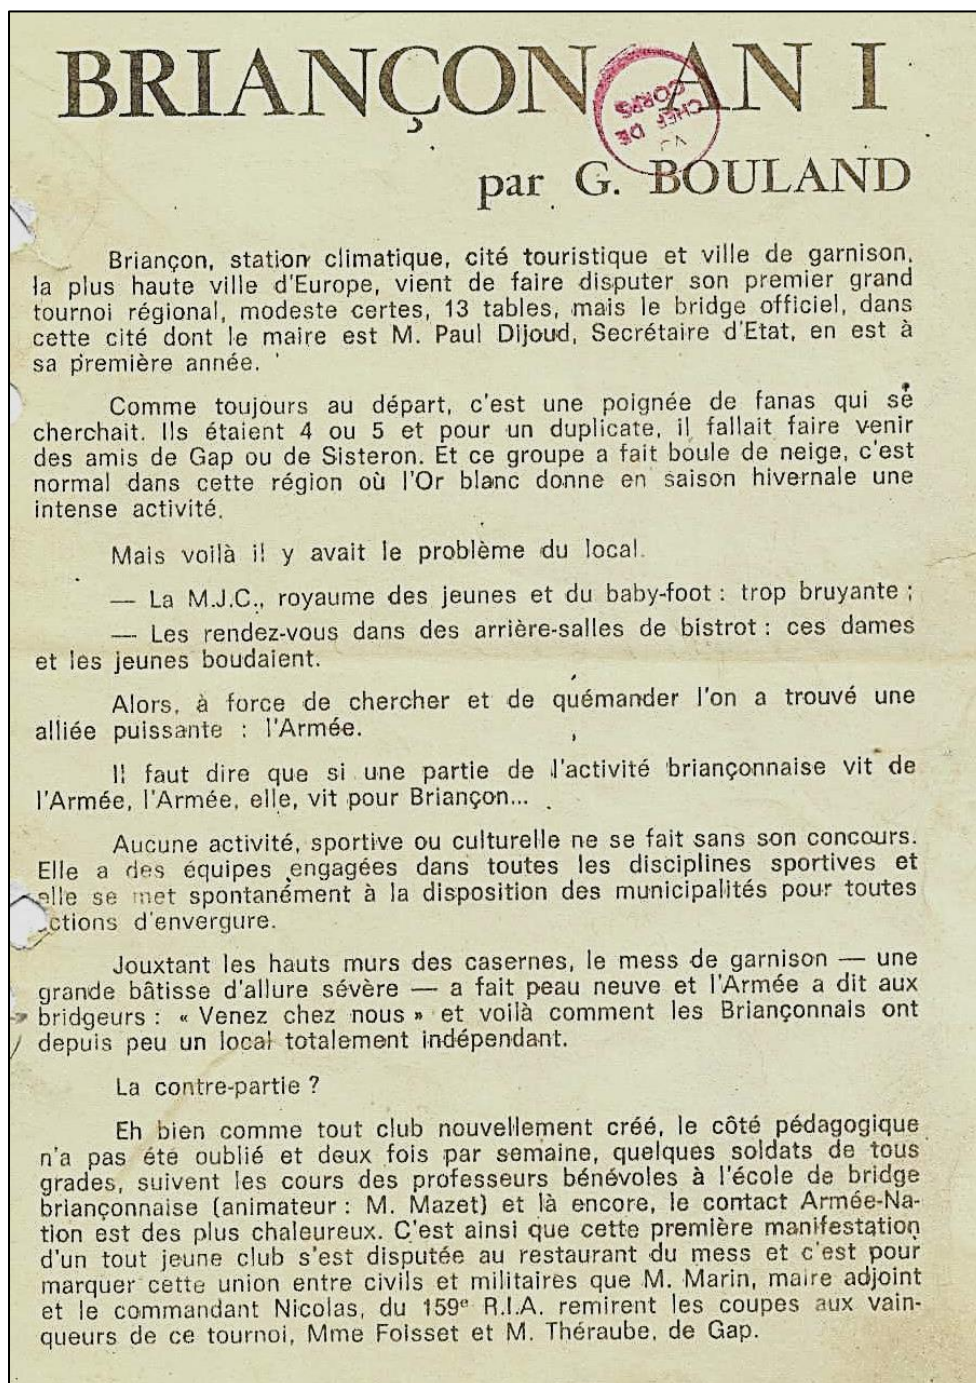 BRIANÇON AN I
CHEF DE
CORPS
par G. BOULAND
Briançon, station climatique, cité touristique et ville de garnison,
la plus haute ville d'Europe, vient de faire disputer son premier grand
tournoi régional, modeste certes, 13 tables, mais le bridge officiel, dans
cette cité dont le maire est M. Paul Dijoud, Secrétaire d'Etat, en est à
sa première année.
Comme toujours au départ, c'est une poignée de fanas qui se
cherchait. Ils étaient 4 ou 5 et pour un duplicate, il fallait faire venir
des amis de Gap ou de Sisteron. Et ce groupe a fait boule de neige, c'est
normal dans cette région où l'Or blanc donne en saison hivernale une
intense activité.
Mais voilà il y avait le problème du local.
— La M.J.C., royaume des jeunes et du baby-foot : trop bruyante ;
— Les rendez-vous dans des arrière-salles de bistrot : ces dames
et les jeunes boudaient.
Alors, à force de chercher et de quémander l'on a trouvé une
alliée puissante : l'Armée.
Il faut dire que si une partie de l'activité briançonnaise vit de
l'Armée, l'Armée, elle, vit pour Briançon...
Aucune activité, sportive ou culturelle ne se fait sans son concours.
Elle a des équipes engagées dans toutes les disciplines sportives et
elle se met spontanément à la disposition des municipalités pour toutes
ctions d'envergure.
Jouxtant les hauts murs des casernes, le mess de garnison — une
grande bâtisse d'allure sévère — a fait peau neuve et l'Armée a dit aux
bridgeurs : « Venez chez nous » et voilà comment les Briançonnais ont
depuis peu un local totalement indépendant.
La contre-partie ?
Eh bien comme tout club nouvellement créé, le côté pédagogique
n'a pas été oublié et deux fois par semaine, quelques soldats de tous
grades, suivent les cours des professeurs bénévoles à l'école de bridge
briançonnaise (animateur : M. Mazet) et là encore, le contact Armée-Na-
tion est des plus chaleureux. C'est ainsi que cette première manifestation
d'un tout jeune club s'est disputée au restaurant du mess et c'est pour
marquer cette union entre civils et militaires que M. Marin, maire adjoint
et le commandant Nicolas, du 159e R.I.A. remirent les coupes aux vain-
queurs de ce tournoi, Mme Foisset et M. Théraube, de Gap.